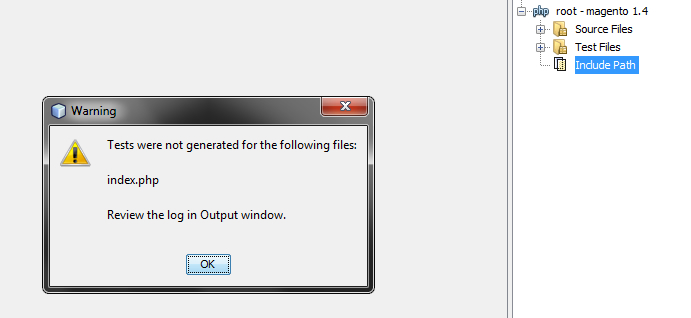 php root - magento 1.4
Source Files
Test Files
Include Path
Warning
Tests were not generated for the following files:
index.php
Review the log in Output window.
OK